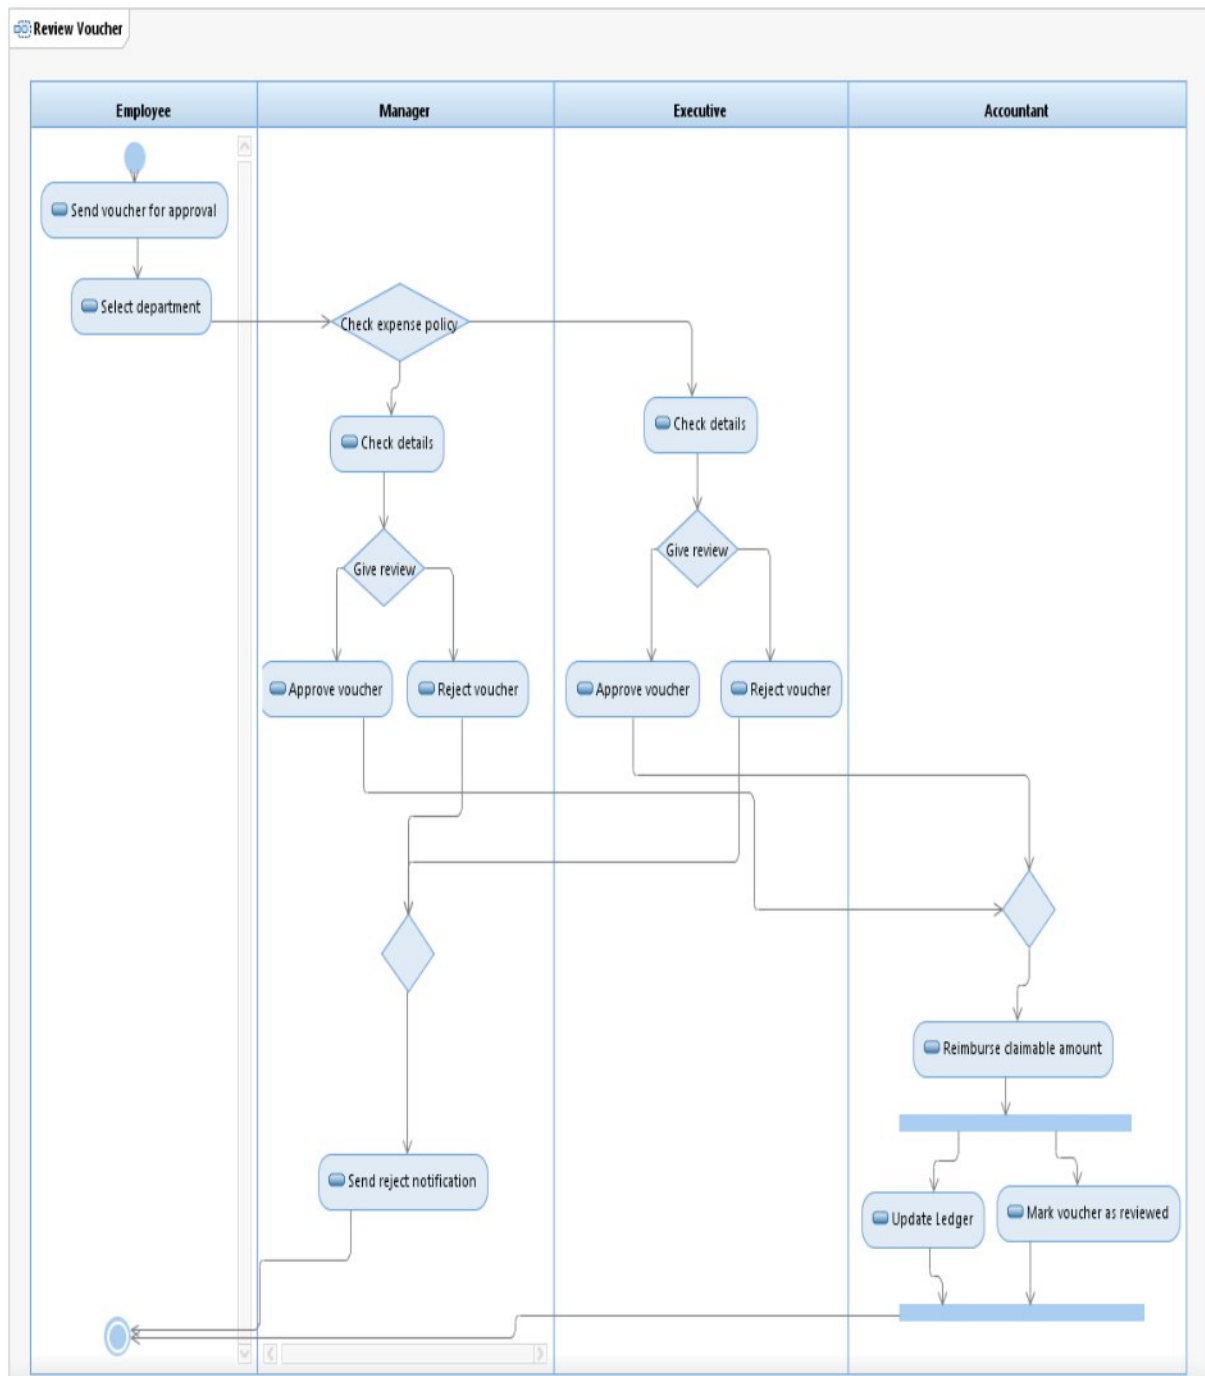 Review Voucher
Employee
Manager
Executive
Accountant
Send voucher for approval
Select department
Check expense policy
Check details
Check details
Give review
Give review
Approve voucher
Reject voucher
Approve voucher
Reject voucher
Reimburse claimable amount
Send reject notification
Update Ledger
Mark voucher as reviewed